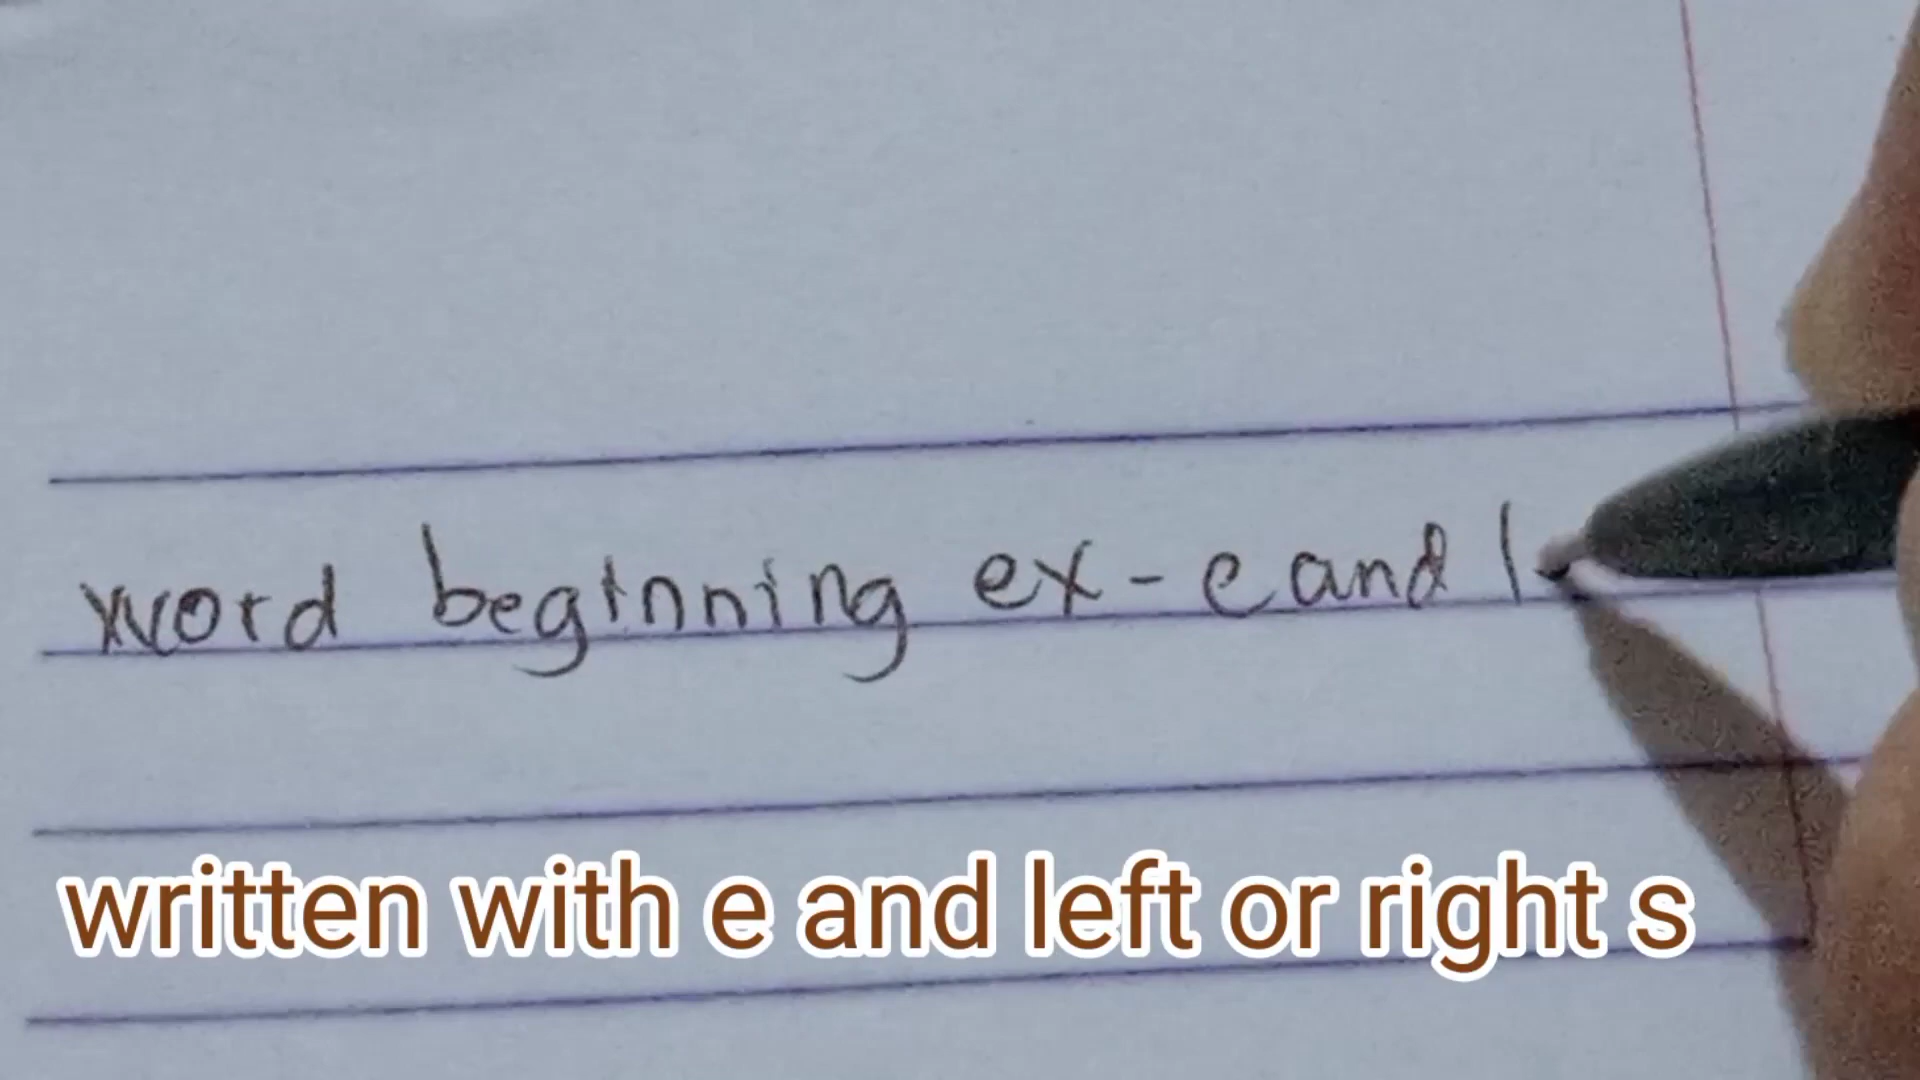 word beginning ex - e and l
written with e and left or right s